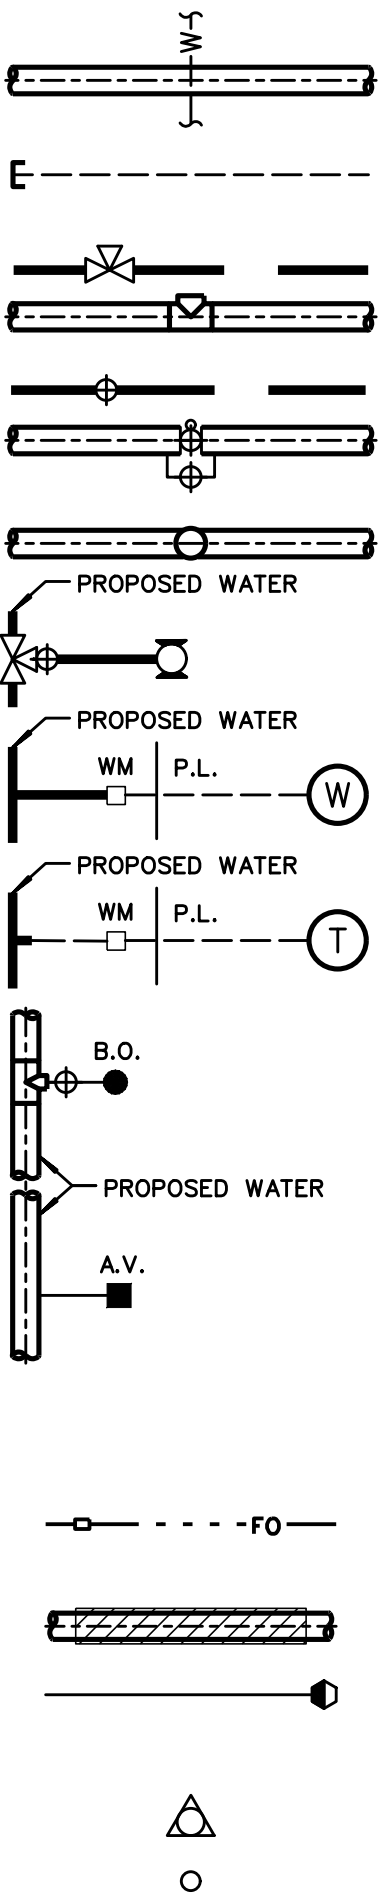 W
PROPOSED WATER
PROPOSED WATER
WM P.L. W
PROPOSED WATER
WM P.L. T
B.O.
PROPOSED WATER
A.V.
FO